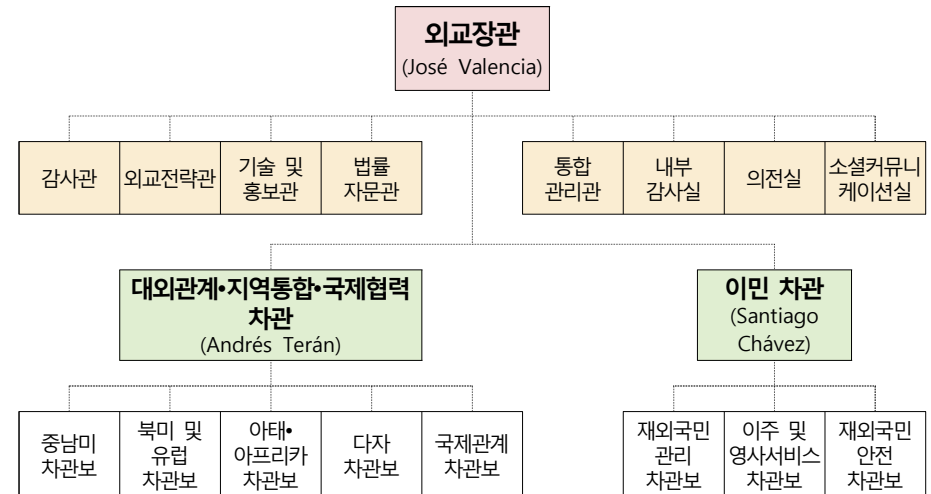 외교장관
(José Valencia)
감사관
외교전략관
기술 및
홍보관
법률
자문관
통합
관리관
내부
감사실
의전실
소셜커뮤니
케이션실
대외관계•지역통합•국제협력
차관
(Andrés Terán)
이민 차관
(Santiago
Chávez)
중남미
차관보
북미 및
유럽
차관보
아태•
아프리카
차관보
다자
차관보
국제관계
차관보
재외국민
관리
차관보
이주 및
영사서비스
차관보
재외국민
안전
차관보